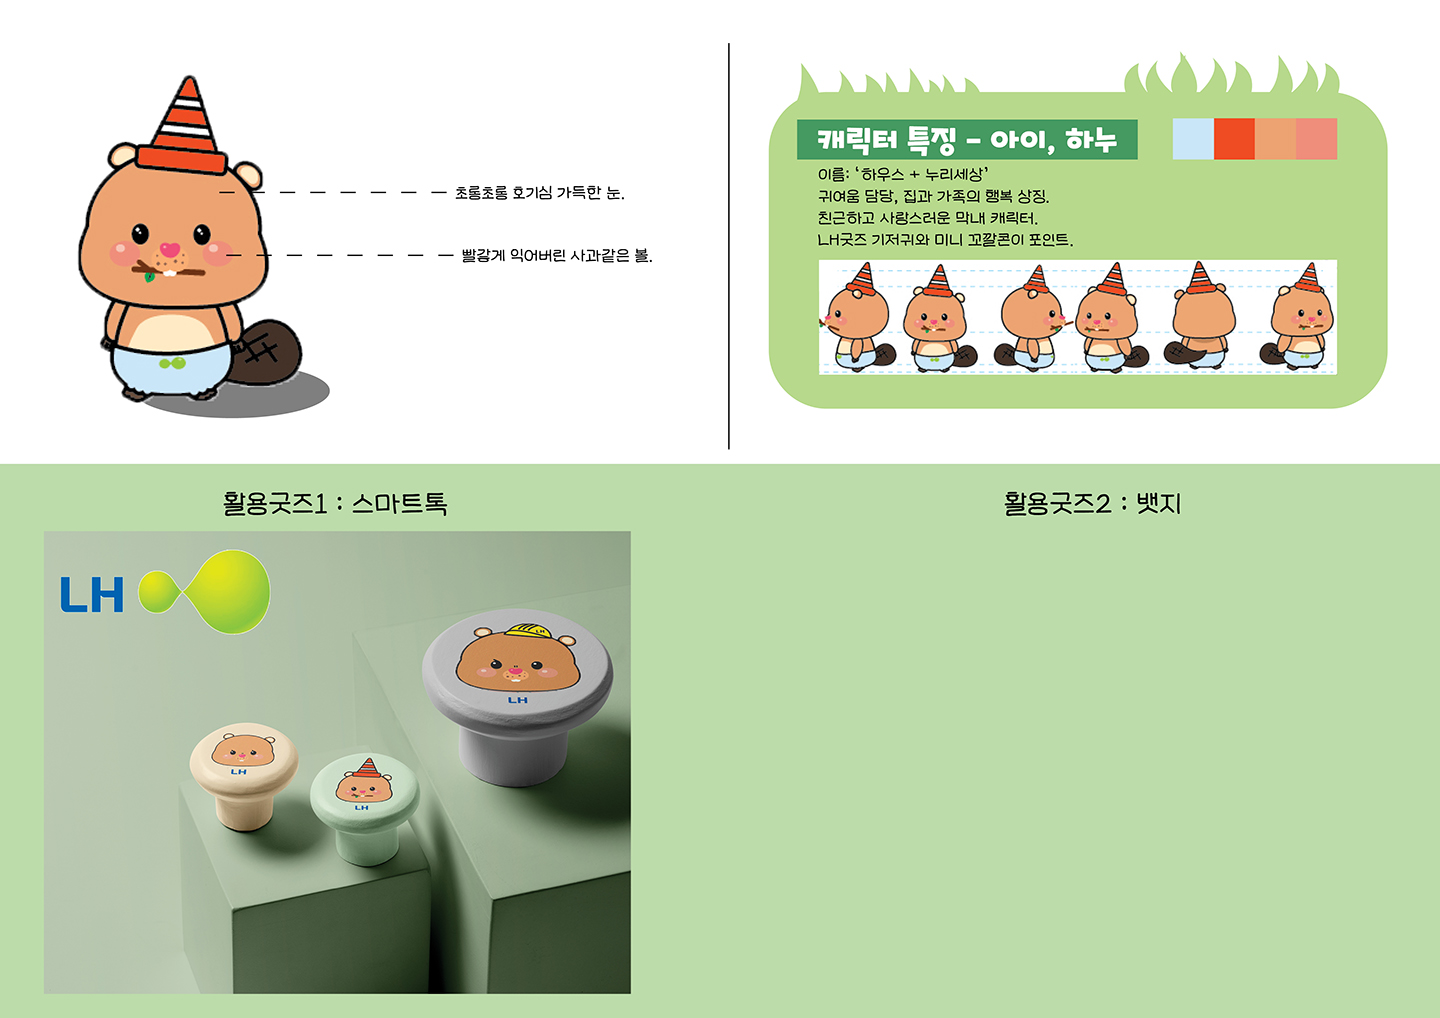 초롱초롱 호기심 가득한 눈.
빨갛게 익어버린 사과같은 볼.
캐릭터 특징 - 아이, 하누
이름: ‘하우스 + 누리세상’
귀여움 담당, 집과 가족의 행복 상징.
친근하고 사랑스러운 막내 캐릭터.
LH굿즈 기저귀와 미니 꼬깔콘이 포인트.
활용굿즈1 : 스마트톡
활용굿즈2 : 뱃지
LH
LH
LH
LH
LH